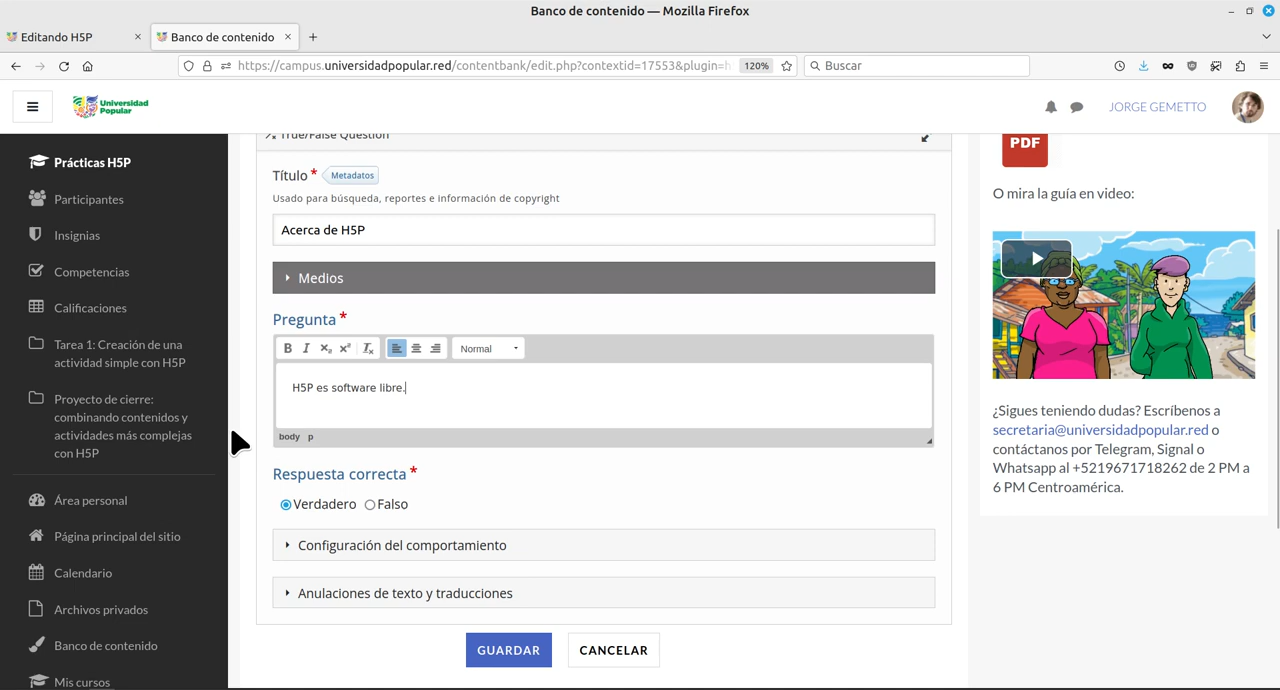 Banco de contenido — Mozilla Firefox
Editando H5P
Banco de contenido
https://campus.universidadpopular.red/contentbank/edit.php?contextid=17553&plugin=h
120%
Buscar
Universidad
Popular
JORGE GEMETTO
Prácticas H5P
Participantes
Insignias
Competencias
Calificaciones
Tarea 1: Creación de una
actividad simple con H5P
Proyecto de cierre:
combinando contenidos y
actividades más complejas
con H5P
Área personal
Página principal del sitio
Calendario
Archivos privados
Banco de contenido
Mis cursos
True/False Question
Título * Metadatos
Usado para búsqueda, reportes e información de copyright
Acerca de H5P
Medios
Pregunta *
B I x₂ x² Iₓ Normal
H5P es software libre.
body p
Respuesta correcta *
Verdadero Falso
Configuración del comportamiento
Anulaciones de texto y traducciones
GUARDAR CANCELAR
PDF
O mira la guía en video:
¿Sigues teniendo dudas? Escríbenos a
secretaria@universidadpopular.red o
contáctanos por Telegram, Signal o
Whatsapp al +5219671718262 de 2 PM a
6 PM Centroamérica.